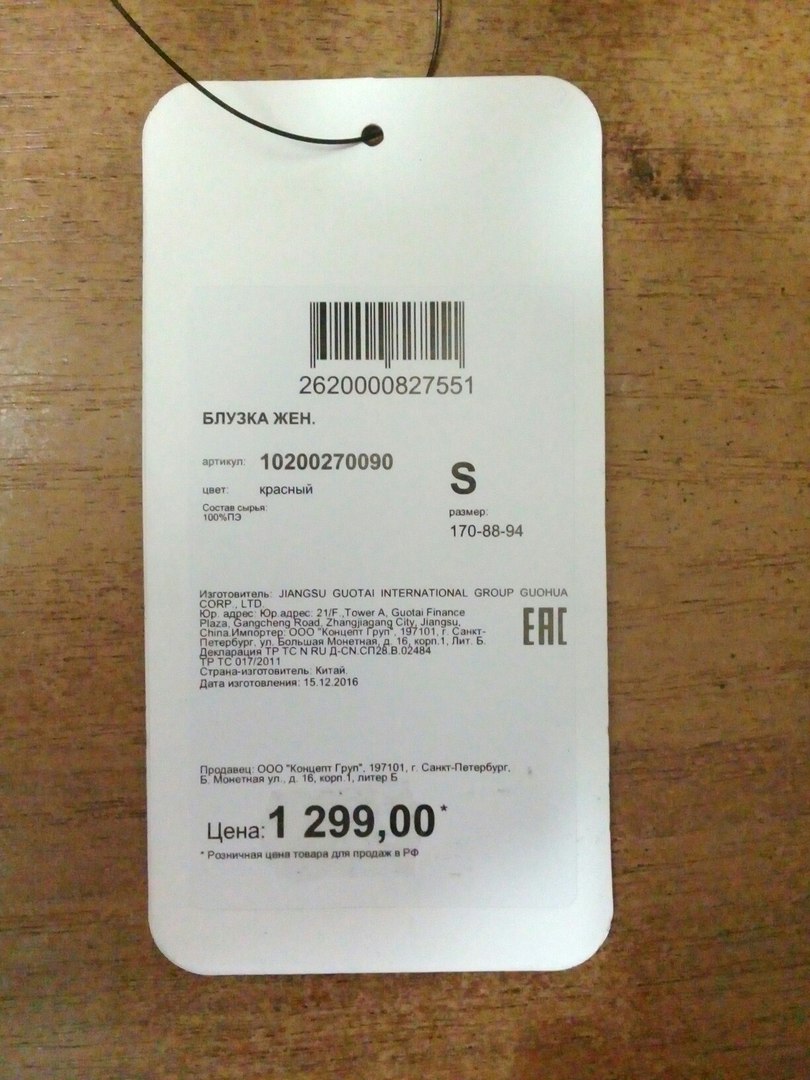 2620000827551
БЛУЗКА ЖЕН.
артикул: 10200270090
цвет: красный
Состав сырья:
100%ПЭ
S
размер:
170-88-94
Изготовитель: JIANGSU GUOTAI INTERNATIONAL GROUP GUOHUA
CORP., LTD.
Юр. адрес: Юр.адрес: 21/F.,Tower A, Guotai Finance
Plaza, Gangcheng Road, Zhangjiagang City, Jiangsu,
China.Импортер: ООО "Концепт Груп", 197101, г. Санкт-
Петербург, ул. Большая Монетная, д. 16, корп.1, Лит. Б.
Декларация ТР ТС N RU Д-CN.СП28.В.02484
ТР ТС 017/2011
Страна-изготовитель: Китай.
Дата изготовления: 15.12.2016
EAC
Продавец: ООО "Концепт Груп", 197101, г. Санкт-Петербург,
Б. Монетная ул., д. 16, корп.1, литер Б
Цена:1 299,00*
* Розничная цена товара для продаж в РФ